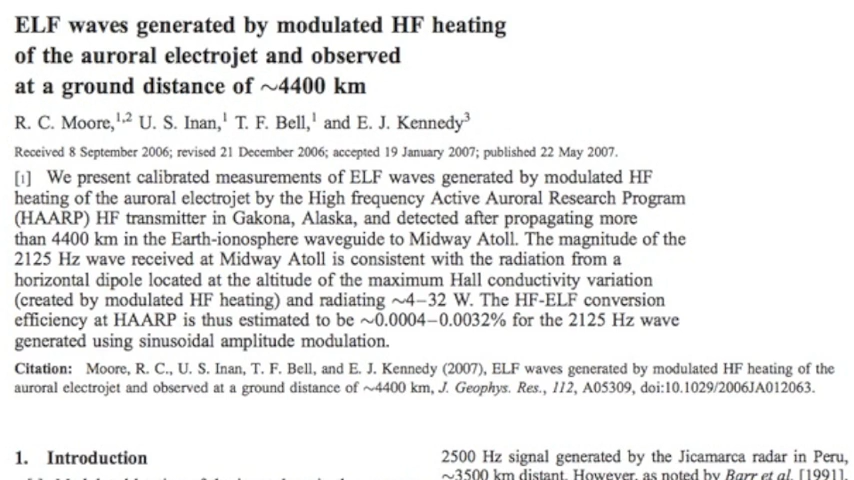 ELF waves generated by modulated HF heating
of the auroral electrojet and observed
at a ground distance of ~4400 km
R. C. Moore,1,2 U. S. Inan,1 T. F. Bell,1 and E. J. Kennedy3
Received 8 September 2006; revised 21 December 2006; accepted 19 January 2007; published 22 May 2007.
[1] We present calibrated measurements of ELF waves generated by modulated HF
heating of the auroral electrojet by the High frequency Active Auroral Research Program
(HAARP) HF transmitter in Gakona, Alaska, and detected after propagating more
than 4400 km in the Earth-ionosphere waveguide to Midway Atoll. The magnitude of the
2125 Hz wave received at Midway Atoll is consistent with the radiation from a
horizontal dipole located at the altitude of the maximum Hall conductivity variation
(created by modulated HF heating) and radiating ~4–32 W. The HF-ELF conversion
efficiency at HAARP is thus estimated to be ~0.0004–0.0032% for the 2125 Hz wave
generated using sinusoidal amplitude modulation.
Citation: Moore, R. C., U. S. Inan, T. F. Bell, and E. J. Kennedy (2007), ELF waves generated by modulated HF heating of the
auroral electrojet and observed at a ground distance of ~4400 km, J. Geophys. Res., 112, A05309, doi:10.1029/2006JA012063.
1. Introduction
2500 Hz signal generated by the Jicamarca radar in Peru,
~3500 km distant. However, as noted by Barr et al. [1991],